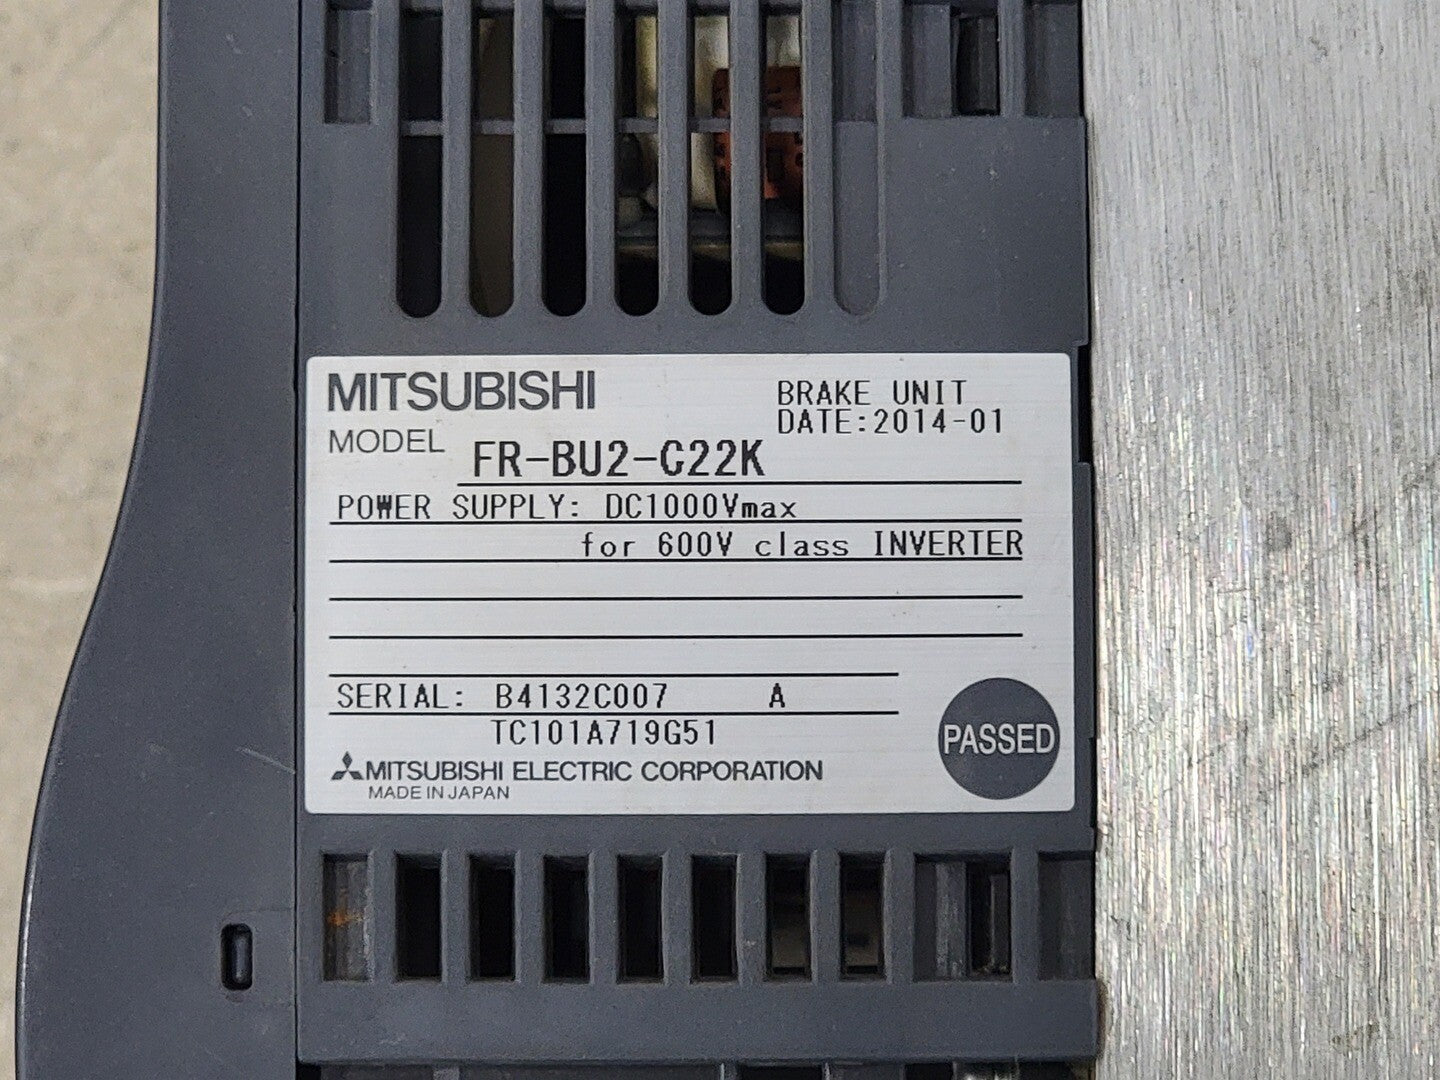 MITSUBISHI
BRAKE UNIT
DATE:2014-01
MODEL FR-BU2-C22K
POWER SUPPLY: DC1000Vmax
for 600V class INVERTER
SERIAL: B4132C007 A
TC101A719G51
PASSED
MITSUBISHI ELECTRIC CORPORATION
MADE IN JAPAN